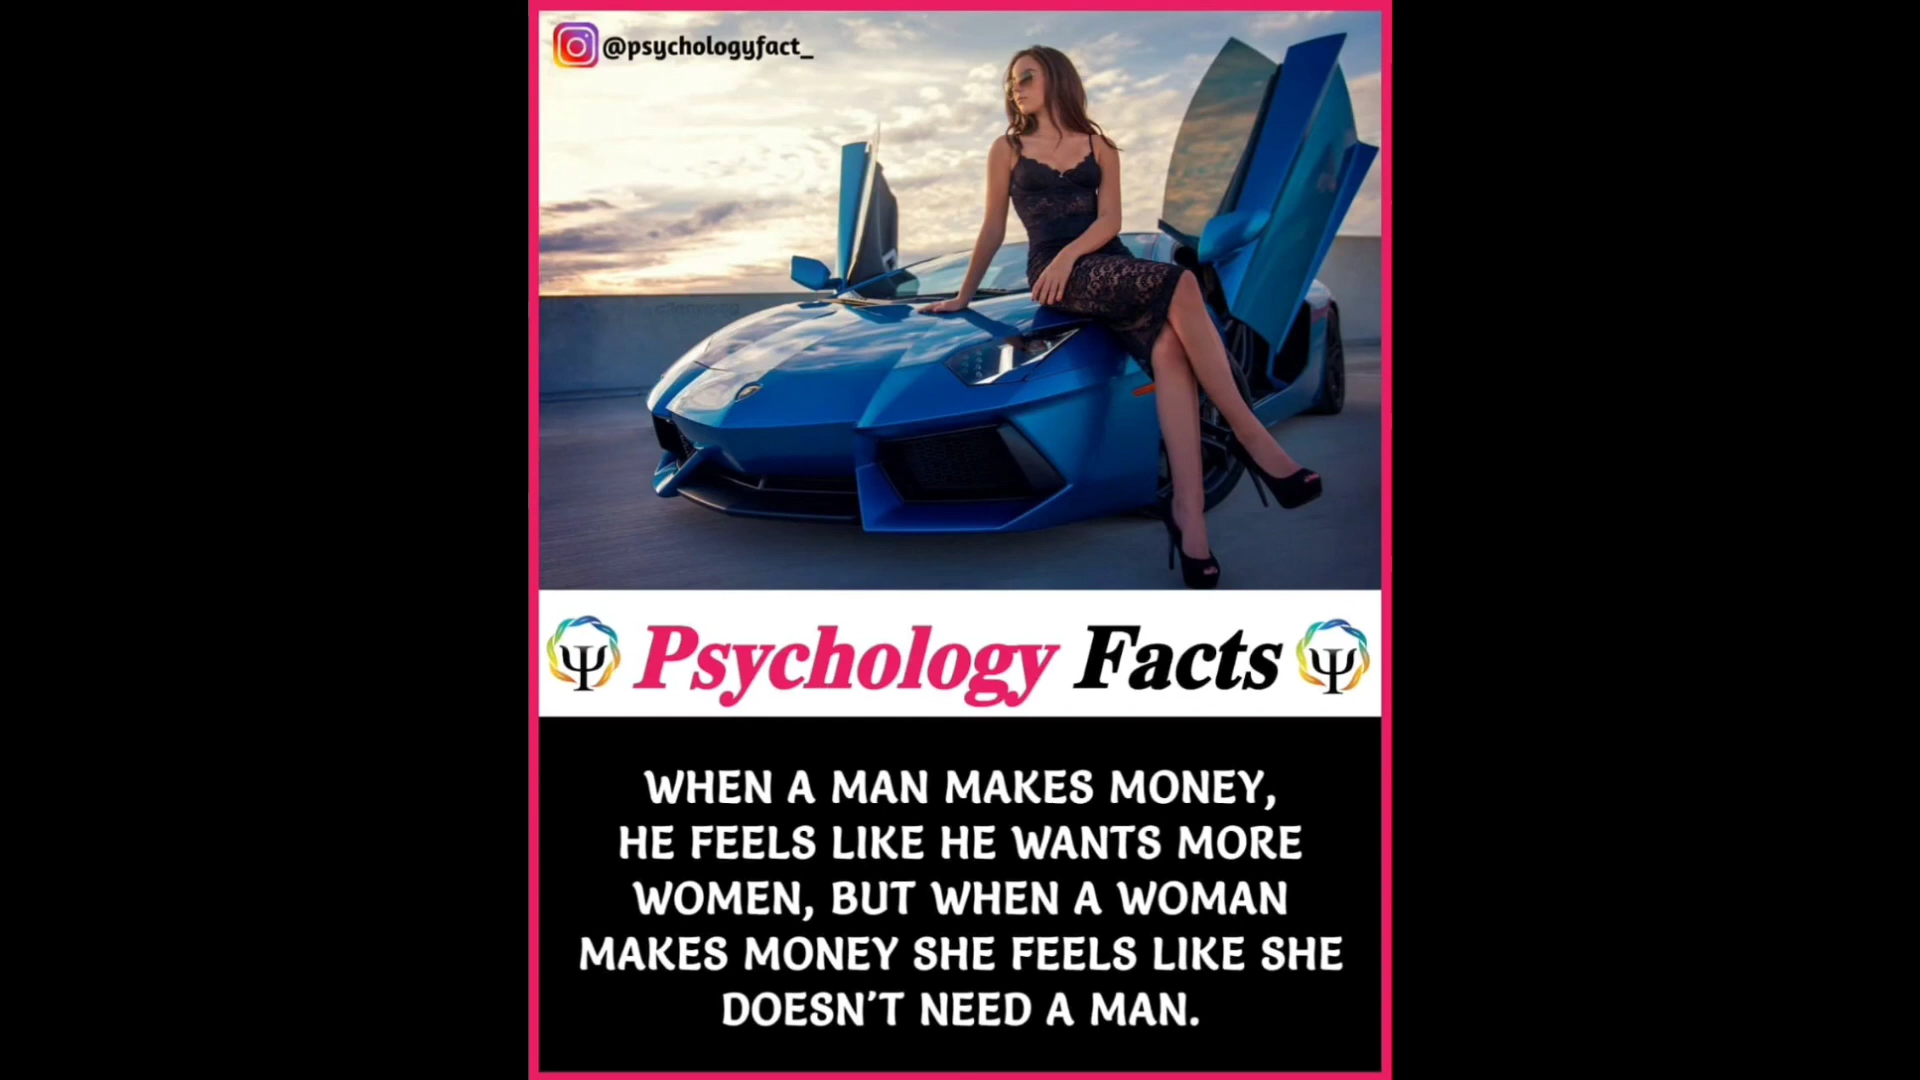 @psychologyfact_
Psychology Facts
WHEN A MAN MAKES MONEY,
HE FEELS LIKE HE WANTS MORE
WOMEN, BUT WHEN A WOMAN
MAKES MONEY SHE FEELS LIKE SHE
DOESN'T NEED A MAN.